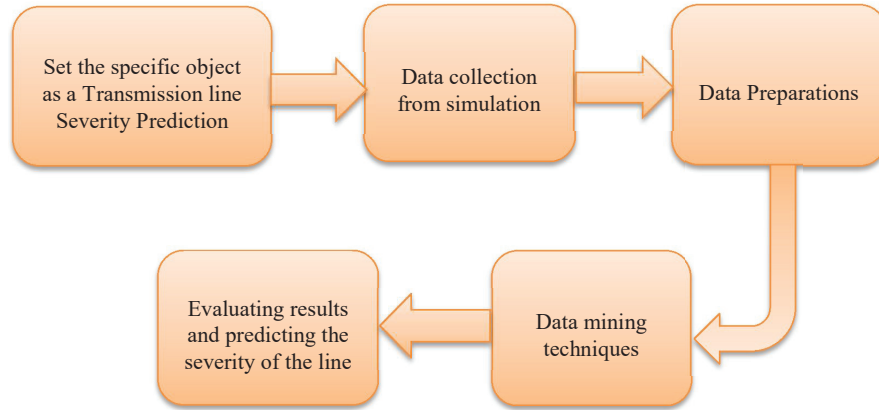 Set the specific object
as a Transmission line
Severity Prediction
Data collection
from simulation
Data Preparations
Data mining
techniques
Evaluating results
and predicting the
severity of the line